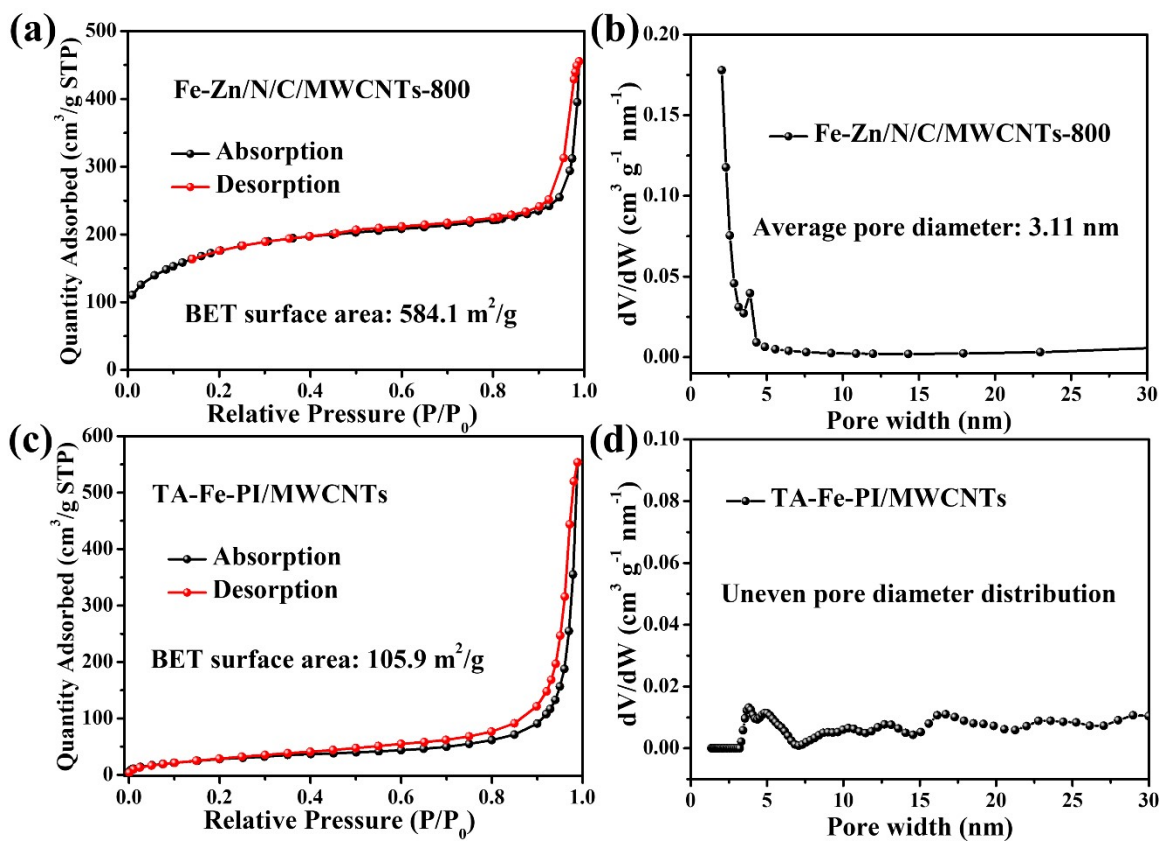 (a)
500
400
300
200
100
0
Quantity Adsorbed (cm³/g STP)
Fe-Zn/N/C/MWCNTs-800
Absorption
Desorption
BET surface area: 584.1 m²/g
0.0 0.2 0.4 0.6 0.8 1.0
Relative Pressure (P/P₀)
(b)
0.20
0.15
0.10
0.05
0.00
dV/dW (cm³ g⁻¹ nm⁻¹)
Fe-Zn/N/C/MWCNTs-800
Average pore diameter: 3.11 nm
0 5 10 15 20 25 30
Pore width (nm)
(c)
600
500
400
300
200
100
0
Quantity Adsorbed (cm³/g STP)
TA-Fe-PI/MWCNTs
Absorption
Desorption
BET surface area: 105.9 m²/g
0.0 0.2 0.4 0.6 0.8 1.0
Relative Pressure (P/P₀)
(d)
0.10
0.08
0.06
0.04
0.02
0.00
dV/dW (cm³ g⁻¹ nm⁻¹)
TA-Fe-PI/MWCNTs
Uneven pore diameter distribution
0 5 10 15 20 25 30
Pore width (nm)